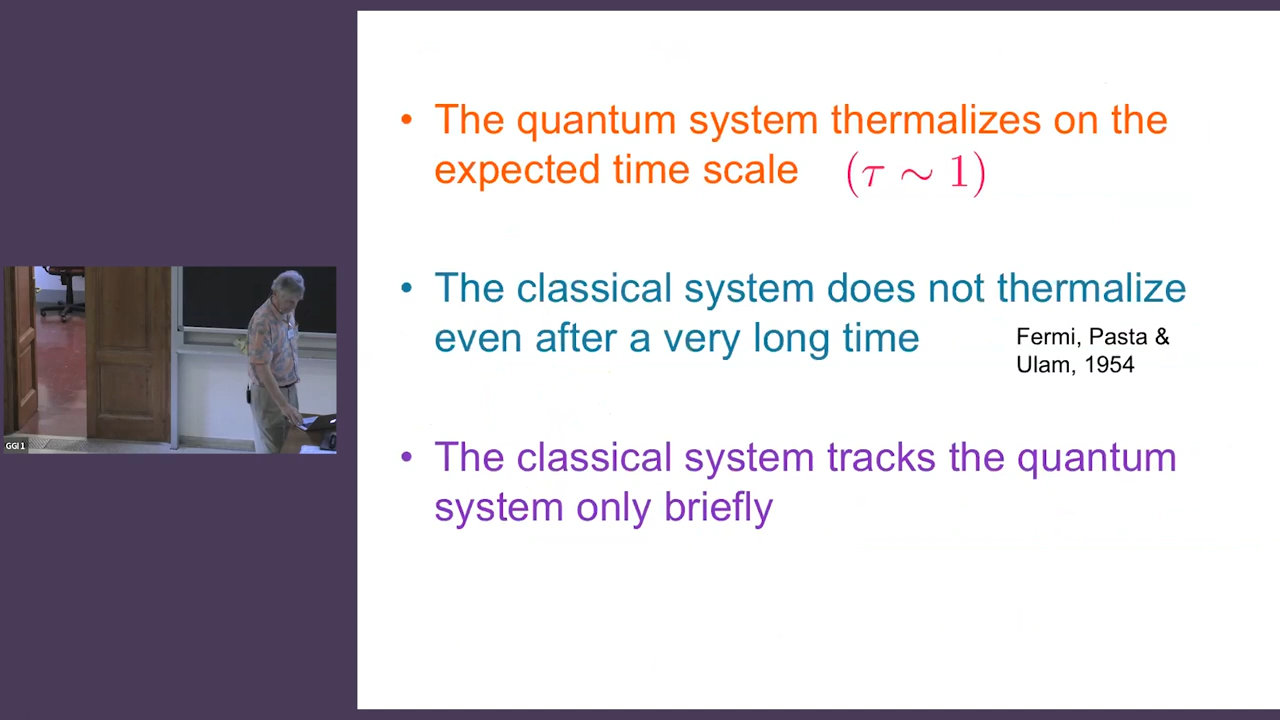 • The quantum system thermalizes on the
expected time scale (τ ∼ 1)
• The classical system does not thermalize
even after a very long time
Fermi, Pasta &
Ulam, 1954
• The classical system tracks the quantum
system only briefly
GGI 1